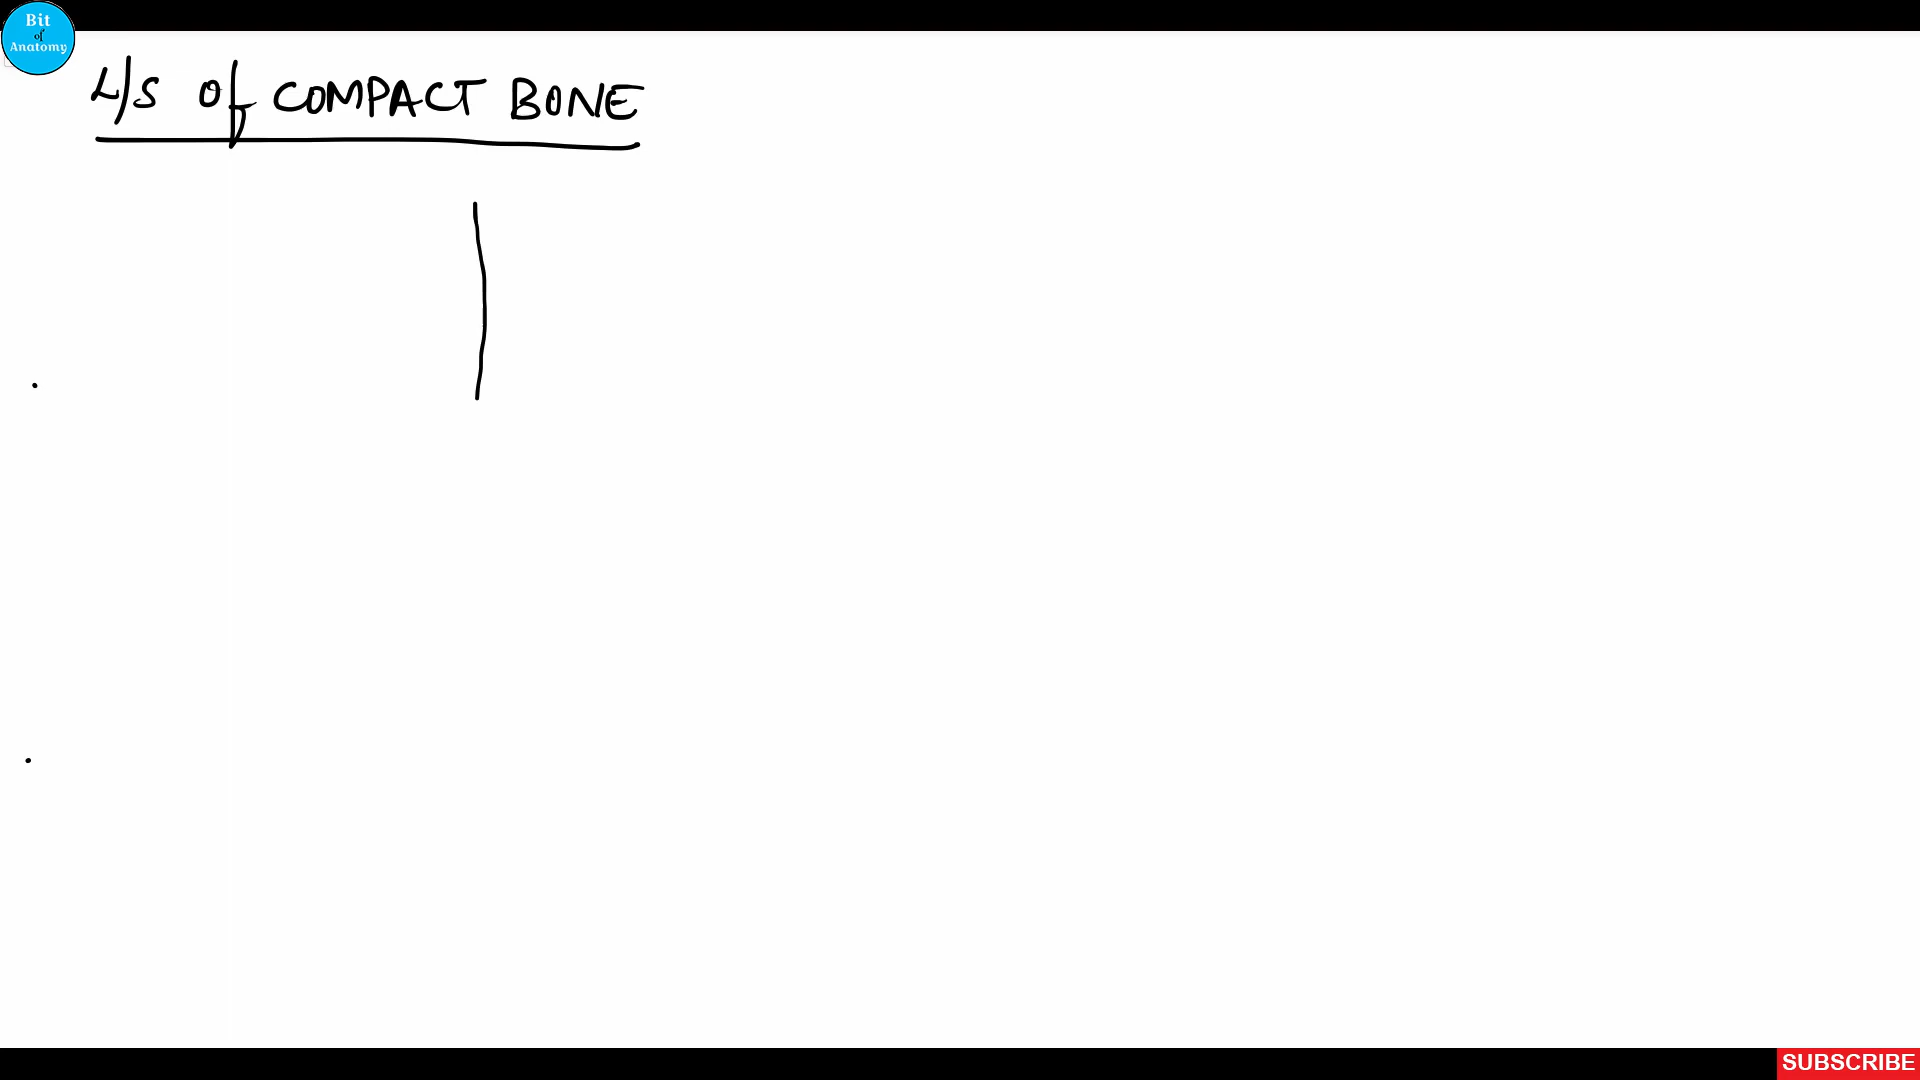 Bit
of
Anatomy
L/S of COMPACT BONE
SUBSCRIBE